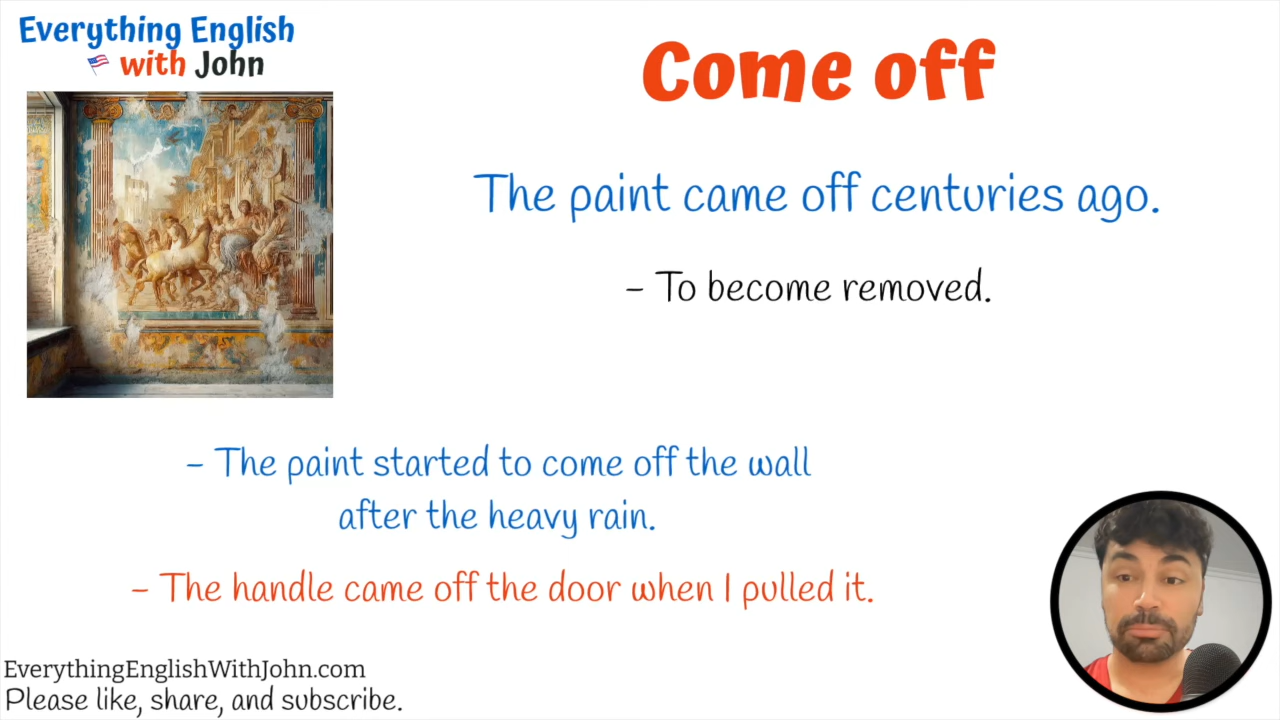 Everything English
with John
Come off
The paint came off centuries ago.
- To become removed.
- The paint started to come off the wall
after the heavy rain.
- The handle came off the door when I pulled it.
EverythingEnglishWithJohn.com
Please like, share, and subscribe.